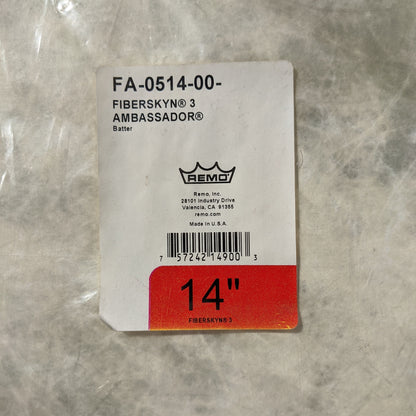 FA-0514-00-
FIBERSKYN® 3
AMBASSADOR®
Batter
REMO
Remo, Inc.
28101 Industry Drive
Valencia, CA 91355
remo.com
Made in U.S.A.
7 57242 14900 3
14"
FIBERSKYN® 3